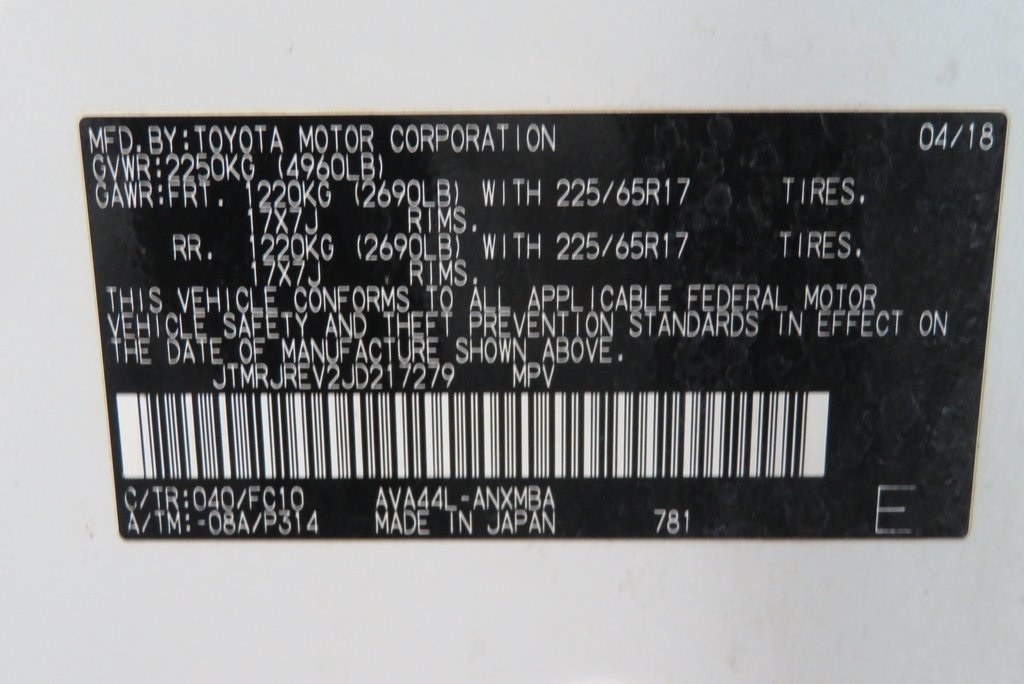 MFD.BY:TOYOTA MOTOR CORPORATION 04/18
GVWR:2250KG (4960LB)
GAWR:FRT. 1220KG (2690LB) WITH 225/65R17 TIRES.
17X7J RIMS.
RR. 1220KG (2690LB) WITH 225/65R17 TIRES.
17X7J RIMS.
THIS VEHICLE CONFORMS TO ALL APPLICABLE FEDERAL MOTOR
VEHICLE SAFETY AND THEFT PREVENTION STANDARDS IN EFFECT ON
THE DATE OF MANUFACTURE SHOWN ABOVE.
JTMRJREV2JD217279 MPV
C/TR:040/FC10 AVA44L-ANXMBA
A/TM:-08A/P314 MADE IN JAPAN 781 E